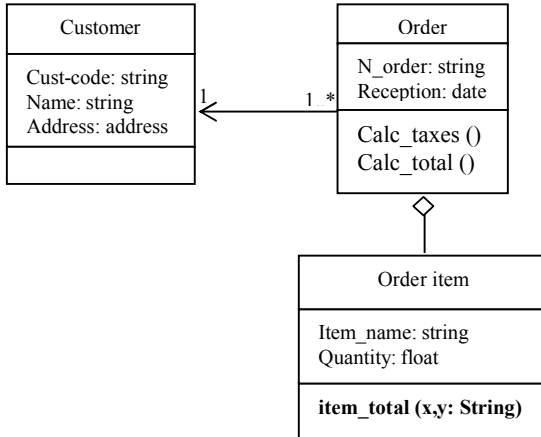 Customer
Cust-code: string
Name: string
Address: address
1
1..*
Order
N_order: string
Reception: date
Calc_taxes ()
Calc_total ()
Order item
Item_name: string
Quantity: float
item_total (x,y: String)